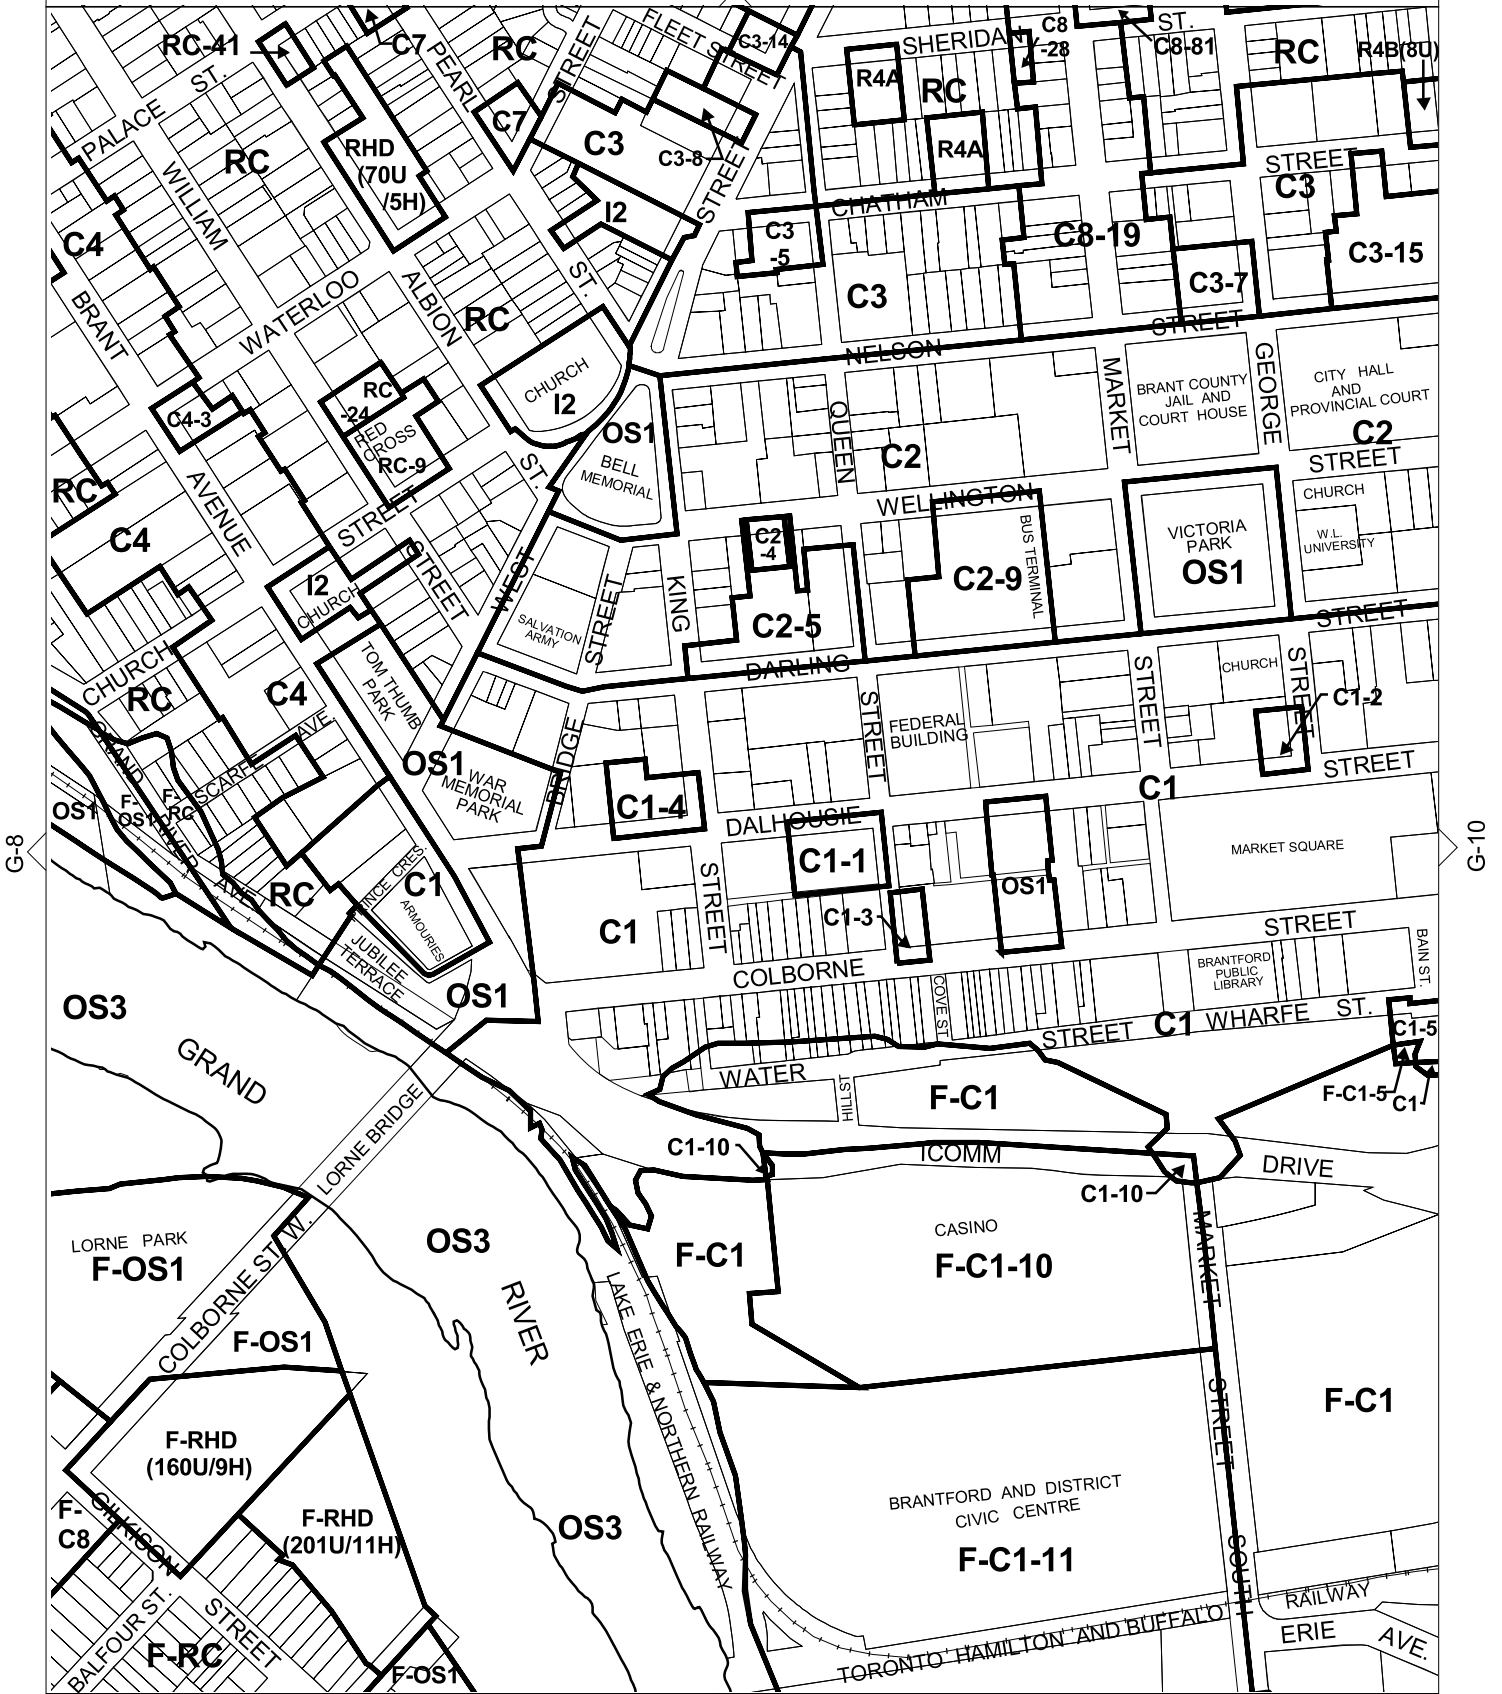 RC-41
C7
RC
FLEET STREET
C3-14
SHERIDAN
C8
-28
ST.
C8-81
RC
R4B(8U)
PALACE ST.
PEARL
STREET
R4A
RC
C7
C3
C3-8
R4A
RHD
(70U
/5H)
RC
WILLIAM
STREET
STREET
C3
I2
CHATHAM
C4
C3
-5
C8-19
C3-15
C3-7
ST.
C3
BRANT
WATERLOO
ALBION
RC
STREET
NELSON
CHURCH
I2
MARKET
GEORGE
BRANT COUNTY
JAIL AND
COURT HOUSE
CITY HALL
AND
PROVINCIAL COURT
C2
RC
-24
C4-3
RED
CROSS
RC-9
OS1
BELL
MEMORIAL
QUEEN
C2
STREET
RC
AVENUE
ST.
WELLINGTON
CHURCH
C4
STREET
C2
-4
BUS TERMINAL
VICTORIA
PARK
OS1
W.L.
UNIVERSITY
I2
CHURCH
STREET
WEST
KING
C2-9
SALVATION
ARMY
STREET
C2-5
STREET
DARLING
CHURCH
TOM THUMB
PARK
STREET
CHURCH
STREET
RC
C4
C1-2
GRAND
AVE.
BRIDGE
STREET
FEDERAL
BUILDING
OS1
WAR
MEMORIAL
PARK
STREET
SCARFE
C1
OS1
F-
OS1
F-
RC
RIVER
C1-4
DALHOUSIE
G-8
G-10
C1-1
MARKET SQUARE
AVE.
RC
PRINCE CRES.
C1
ARMOURIES
STREET
OS1
C1-3
C1
STREET
JUBILEE
TERRACE
COLBORNE
BRANTFORD
PUBLIC
LIBRARY
BAIN ST.
OS1
COVE ST
OS3
STREET
C1
WHARFE ST.
C1-5
GRAND
WATER
HILL ST
F-C1
F-C1-5
C1
LORNE BRIDGE
C1-10
ICOMM
DRIVE
C1-10
LORNE PARK
F-OS1
COLBORNE ST. W.
OS3
F-C1
CASINO
F-C1-10
MARKET
RIVER
F-OS1
LAKE ERIE & NORTHERN RAILWAY
STREET
F-C1
F-RHD
(160U/9H)
F-
C8
GILKISON
F-RHD
(201U/11H)
OS3
BRANTFORD AND DISTRICT
CIVIC CENTRE
F-C1-11
SOUTH
BALFOUR ST.
STREET
F-RC
F-OS1
TORONTO HAMILTON AND BUFFALO
RAILWAY
ERIE AVE.